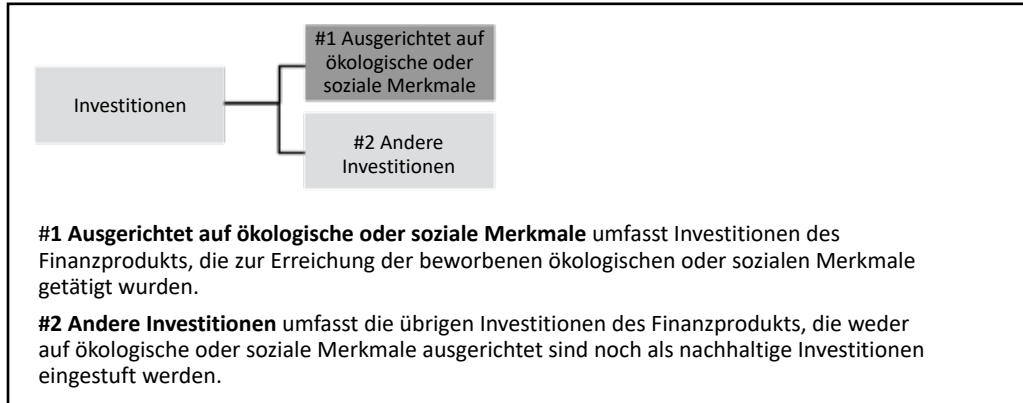 #1 Ausgerichtet auf
ökologische oder
soziale Merkmale
Investitionen
#2 Andere
Investitionen
#1 Ausgerichtet auf ökologische oder soziale Merkmale umfasst Investitionen des
Finanzprodukts, die zur Erreichung der beworbenen ökologischen oder sozialen Merkmale
getätigt wurden.
#2 Andere Investitionen umfasst die übrigen Investitionen des Finanzprodukts, die weder
auf ökologische oder soziale Merkmale ausgerichtet sind noch als nachhaltige Investitionen
eingestuft werden.